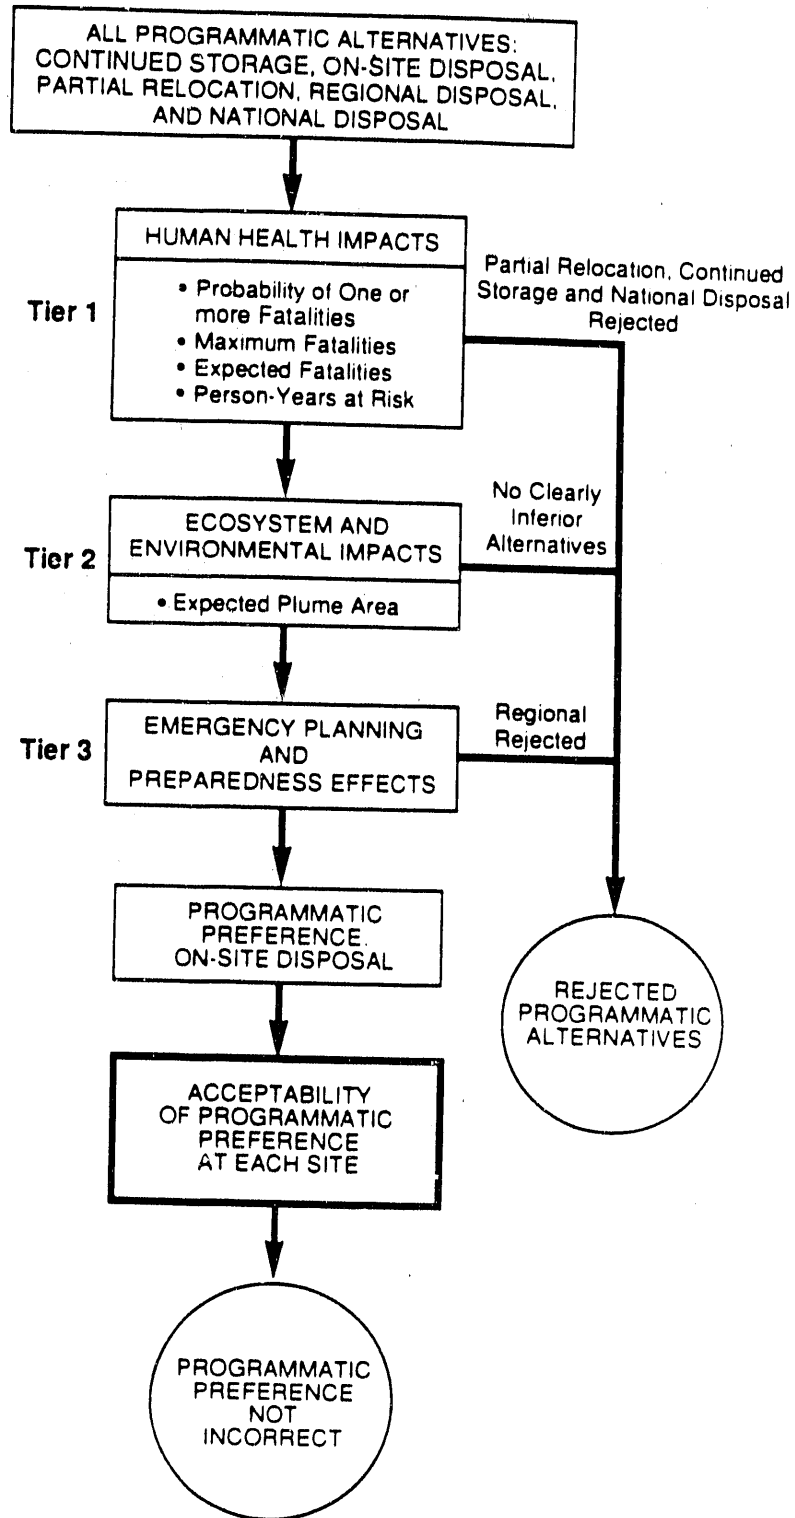 ALL PROGRAMMATIC ALTERNATIVES:
CONTINUED STORAGE, ON-SITE DISPOSAL,
PARTIAL RELOCATION, REGIONAL DISPOSAL,
AND NATIONAL DISPOSAL
Tier 1
HUMAN HEALTH IMPACTS
• Probability of One or
more Fatalities
• Maximum Fatalities
• Expected Fatalities
• Person-Years at Risk
Partial Relocation, Continued
Storage and National Disposal
Rejected
Tier 2
ECOSYSTEM AND
ENVIRONMENTAL IMPACTS
• Expected Plume Area
No Clearly
Inferior
Alternatives
Tier 3
EMERGENCY PLANNING
AND
PREPAREDNESS EFFECTS
Regional
Rejected
PROGRAMMATIC
PREFERENCE.
ON-SITE DISPOSAL
REJECTED
PROGRAMMATIC
ALTERNATIVES
ACCEPTABILITY
OF PROGRAMMATIC
PREFERENCE
AT EACH SITE
PROGRAMMATIC
PREFERENCE
NOT
INCORRECT